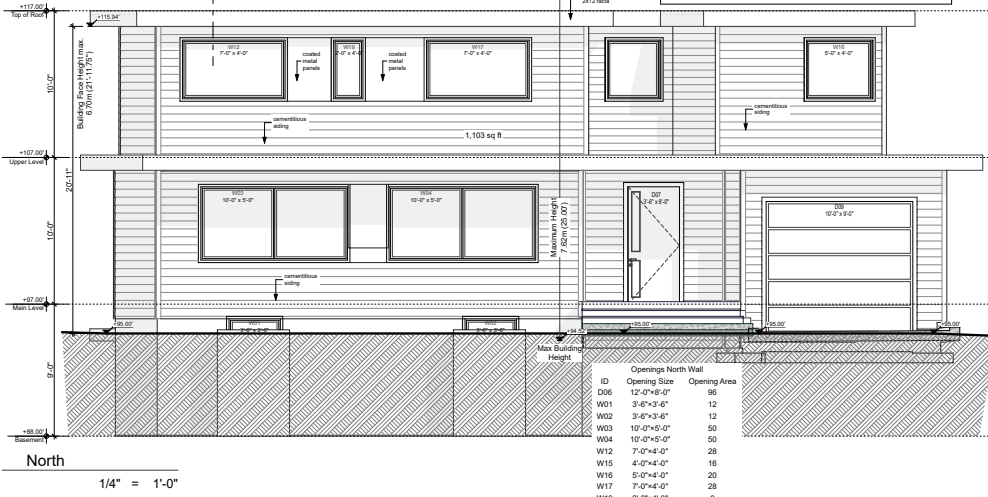 +117.00'
Top of Roof
2x12 facia
+115.94'
Building Face Height max.
6.70m (21'-11.75")
10'-0"
W12
7'-0" x 4'-0"
coated
metal
panels
W19
coated
metal
panels
W17
7'-0" x 4'-0"
W16
5'-0" x 4'-0"
cementitious
siding
1,103 sq ft
cementitious
siding
+107.00'
Upper Level
20'-11"
10'-0"
W03
10'-0" x 5'-0"
W04
10'-0" x 5'-0"
Maximum Height
7.62m (25.00')
D07
3'-6" x 8'-0"
D09
10'-0" x 9'-0"
cementitious
siding
+97.00'
Main Level
+95.00'
W01
W02
+94.52'
+95.00'
+95.00'
+95.00'
Max Building
Height
9'-0"
Openings North Wall
ID Opening Size Opening Area
D06 12'-0"×8'-0" 96
W01 3'-6"×3'-6" 12
W02 3'-6"×3'-6" 12
W03 10'-0"×5'-0" 50
W04 10'-0"×5'-0" 50
W12 7'-0"×4'-0" 28
W15 4'-0"×4'-0" 16
W16 5'-0"×4'-0" 20
W17 7'-0"×4'-0" 28
+88.00'
Basement
North
1/4" = 1'-0"